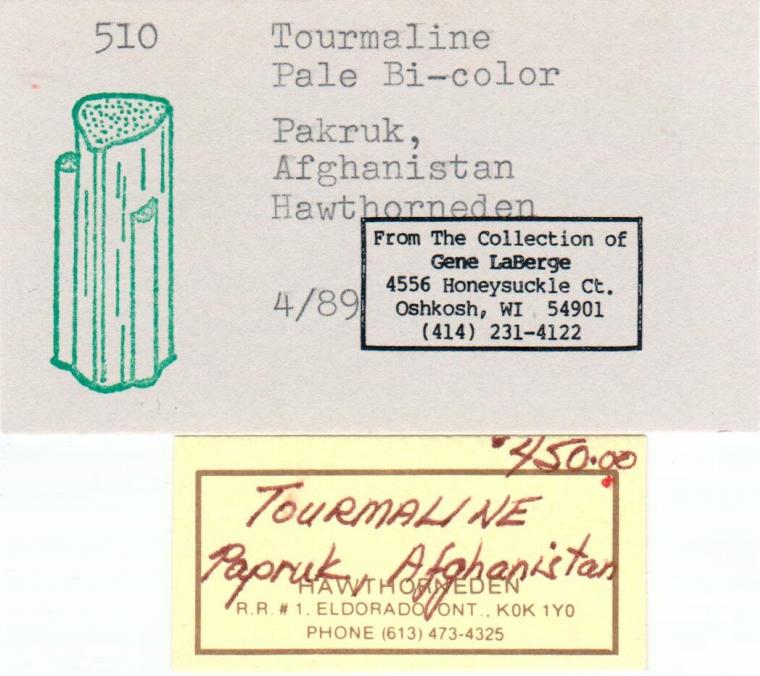 510
Tourmaline
Pale Bi-color
Pakruk,
Afghanistan
Hawthorneden
4/89
From The Collection of
Gene LaBerge
4556 Honeysuckle Ct.
Oshkosh, WI 54901
(414) 231-4122
450.00
TOURMALINE
Papruk, Afghanistan
HAWTHORNEDEN
R.R. # 1. ELDORADO, ONT., K0K 1Y0
PHONE (613) 473-4325